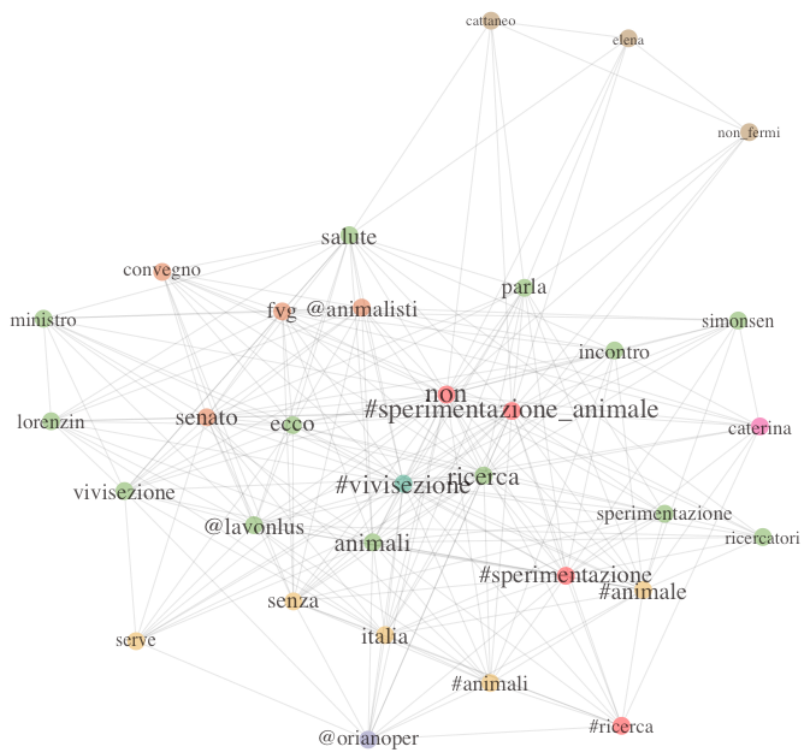 cattaneo
elena
non_fermi
salute
convegno
parla
fvg
@animalisti
ministro
simonsen
incontro
non
#sperimentazione_animale
lorenzin
senato
ecco
caterina
ricerca
#vivisezione
vivisezione
sperimentazione
@lavonlus
animali
ricercatori
#sperimentazione
#animale
senza
serve
italia
#animali
#ricerca
@orianoper